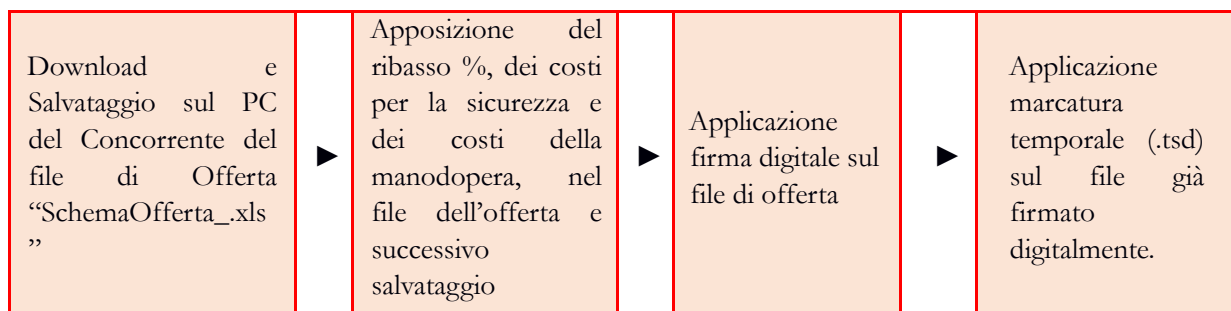 Download e
Salvataggio sul PC
del Concorrente del
file di Offerta
“SchemaOfferta_.xls
”
►
Apposizione del
ribasso %, dei costi
per la sicurezza e
dei costi della
manodopera, nel
file dell’offerta e
successivo
salvataggio
►
Applicazione
firma digitale sul
file di offerta
►
Applicazione
marcatura
temporale (.tsd)
sul file già
firmato
digitalmente.